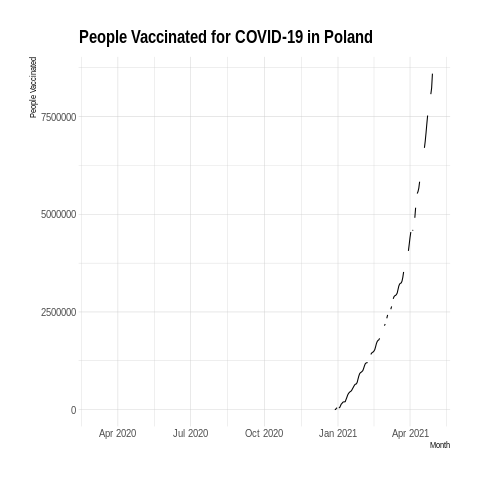 People Vaccinated for COVID-19 in Poland
People Vaccinated
7500000
5000000
2500000
0
Apr 2020 Jul 2020 Oct 2020 Jan 2021 Apr 2021
Month